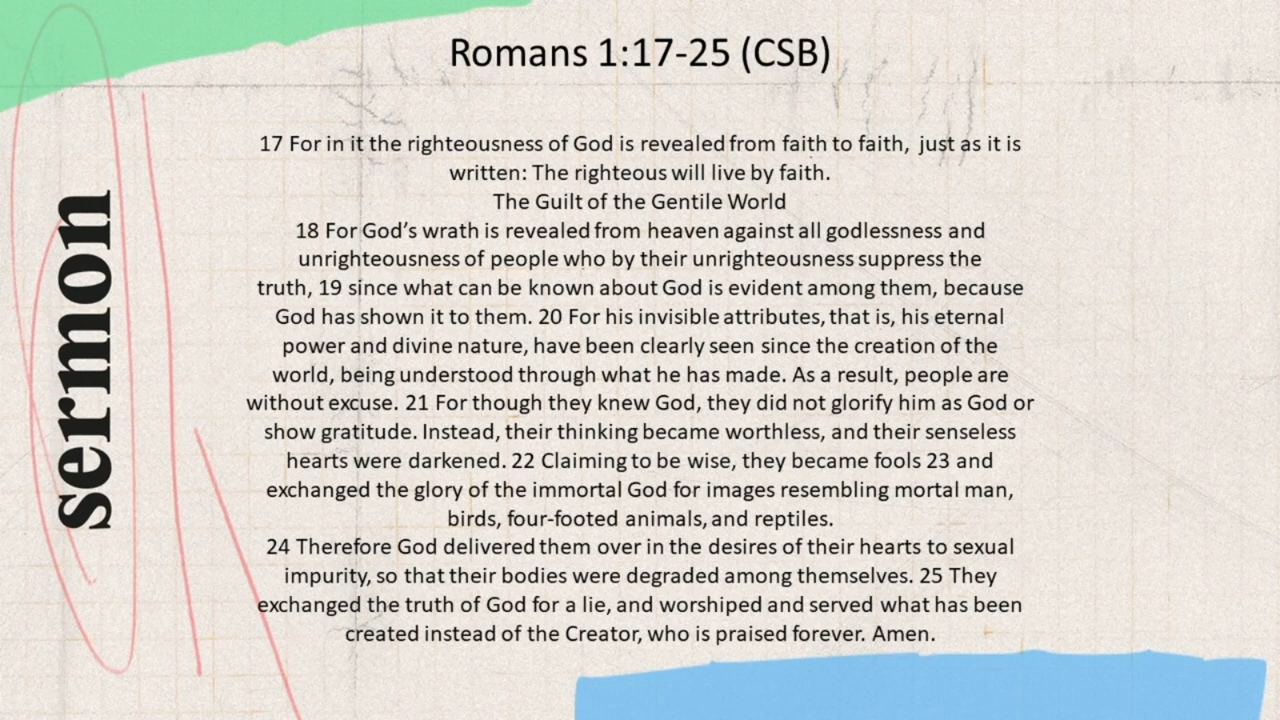 Romans 1:17-25 (CSB)
sermon
17 For in it the righteousness of God is revealed from faith to faith, just as it is
written: The righteous will live by faith.
The Guilt of the Gentile World
18 For God’s wrath is revealed from heaven against all godlessness and
unrighteousness of people who by their unrighteousness suppress the
truth, 19 since what can be known about God is evident among them, because
God has shown it to them. 20 For his invisible attributes, that is, his eternal
power and divine nature, have been clearly seen since the creation of the
world, being understood through what he has made. As a result, people are
without excuse. 21 For though they knew God, they did not glorify him as God or
show gratitude. Instead, their thinking became worthless, and their senseless
hearts were darkened. 22 Claiming to be wise, they became fools 23 and
exchanged the glory of the immortal God for images resembling mortal man,
birds, four-footed animals, and reptiles.
24 Therefore God delivered them over in the desires of their hearts to sexual
impurity, so that their bodies were degraded among themselves. 25 They
exchanged the truth of God for a lie, and worshiped and served what has been
created instead of the Creator, who is praised forever. Amen.